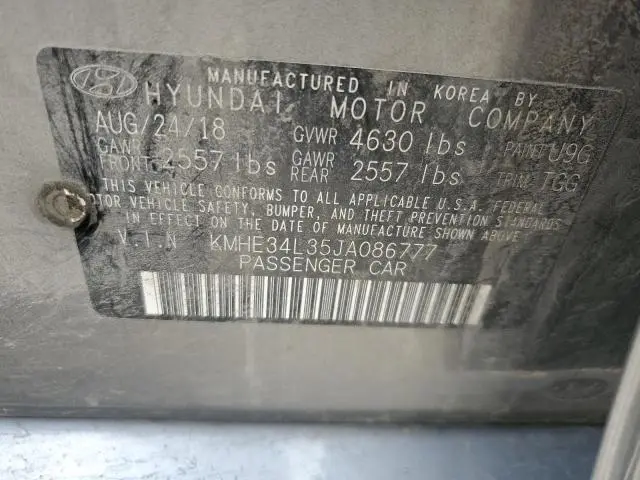 MANUFACTURED IN KOREA BY
HYUNDAI MOTOR COMPANY
AUG/24/18 GVWR 4630 lbs PAINT U9G
GAWR FRONT 2557 lbs GAWR REAR 2557 lbs TRIM TGG
THIS VEHICLE CONFORMS TO ALL APPLICABLE U.S.A. FEDERAL
MOTOR VEHICLE SAFETY, BUMPER, AND THEFT PREVENTION STANDARDS
IN EFFECT ON THE DATE OF MANUFACTURE SHOWN ABOVE.
V.I.N KMHE34L35JA086777
PASSENGER CAR